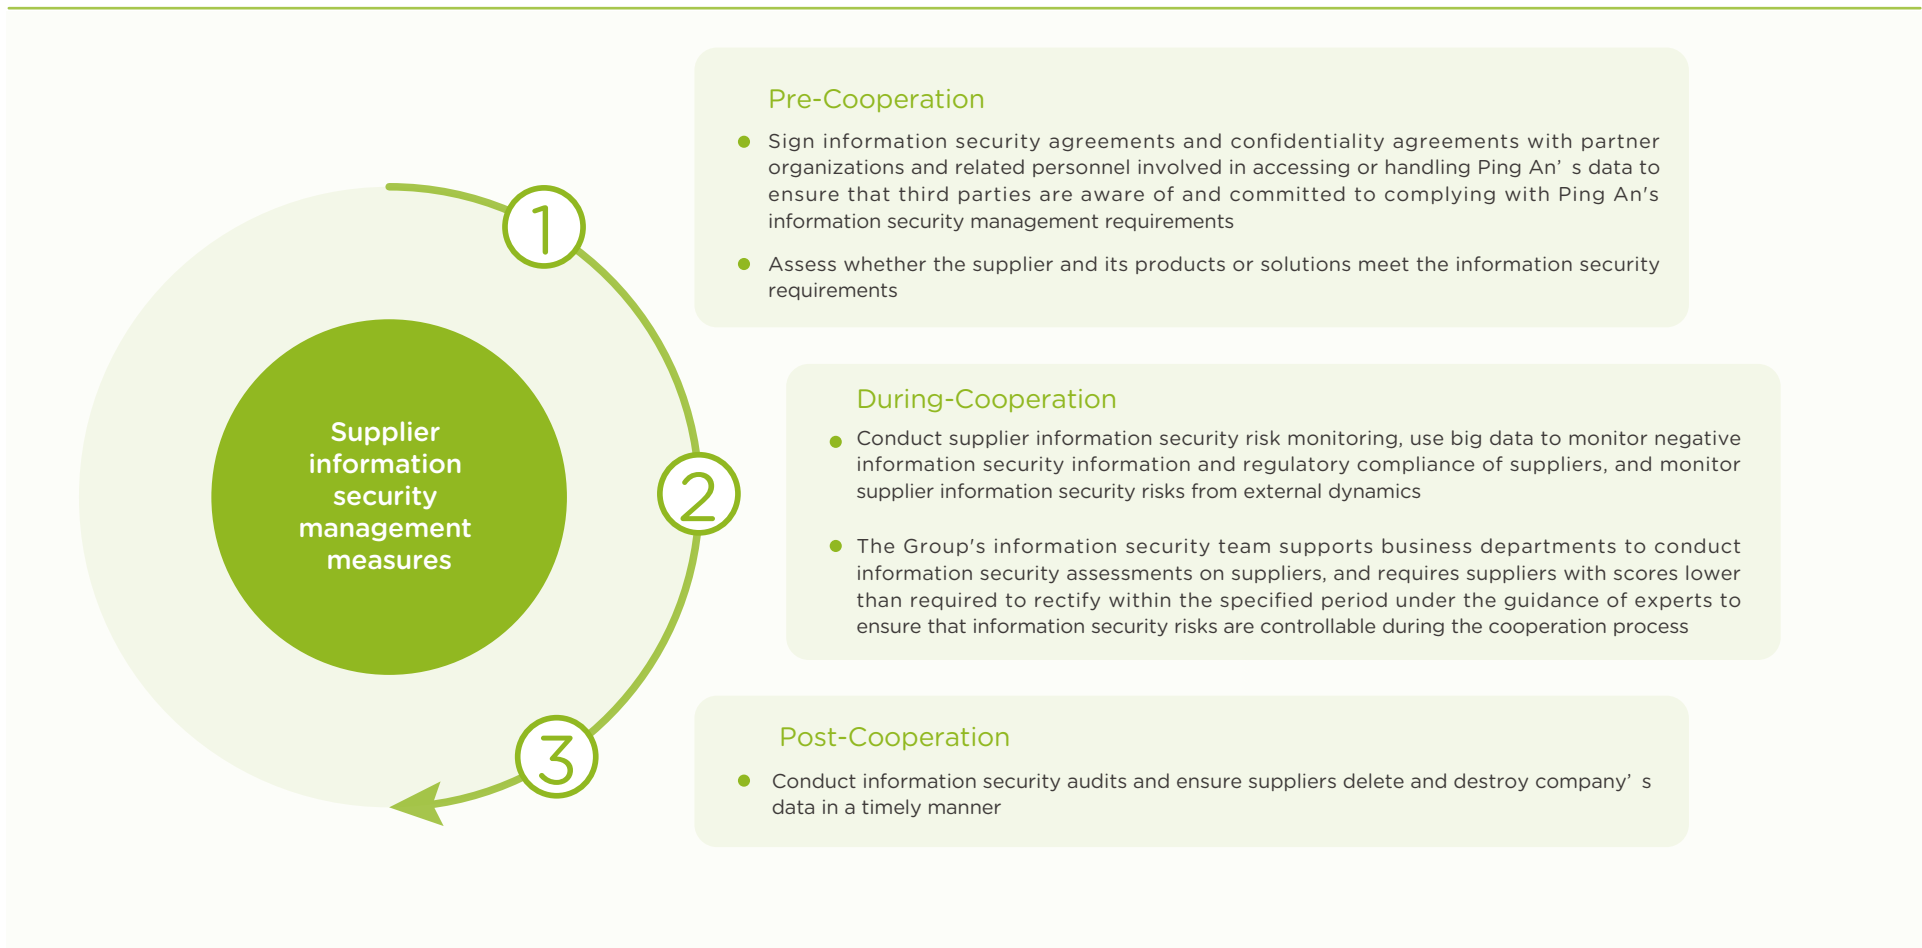 Supplier
information
security
management
measures
1
Pre-Cooperation
Sign information security agreements and confidentiality agreements with partner
organizations and related personnel involved in accessing or handling Ping An’ s data to
ensure that third parties are aware of and committed to complying with Ping An's
information security management requirements
Assess whether the supplier and its products or solutions meet the information security
requirements
2
During-Cooperation
Conduct supplier information security risk monitoring, use big data to monitor negative
information security information and regulatory compliance of suppliers, and monitor
supplier information security risks from external dynamics
The Group's information security team supports business departments to conduct
information security assessments on suppliers, and requires suppliers with scores lower
than required to rectify within the specified period under the guidance of experts to
ensure that information security risks are controllable during the cooperation process
3
Post-Cooperation
Conduct information security audits and ensure suppliers delete and destroy company’ s
data in a timely manner